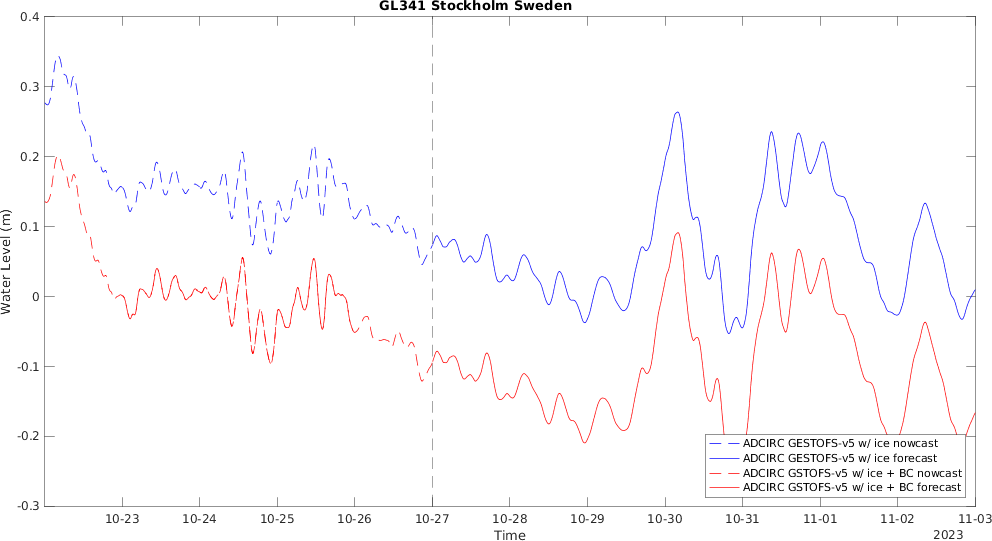 GL341 Stockholm Sweden
Water Level (m)
0.4
0.3
0.2
0.1
0
-0.1
-0.2
-0.3
ADCIRC GESTOFS-v5 w/ ice nowcast
ADCIRC GESTOFS-v5 w/ ice forecast
ADCIRC GSTOFS-v5 w/ ice + BC nowcast
ADCIRC GSTOFS-v5 w/ ice + BC forecast
10-23 10-24 10-25 10-26 10-27 10-28 10-29 10-30 10-31 11-01 11-02 11-03
Time
2023